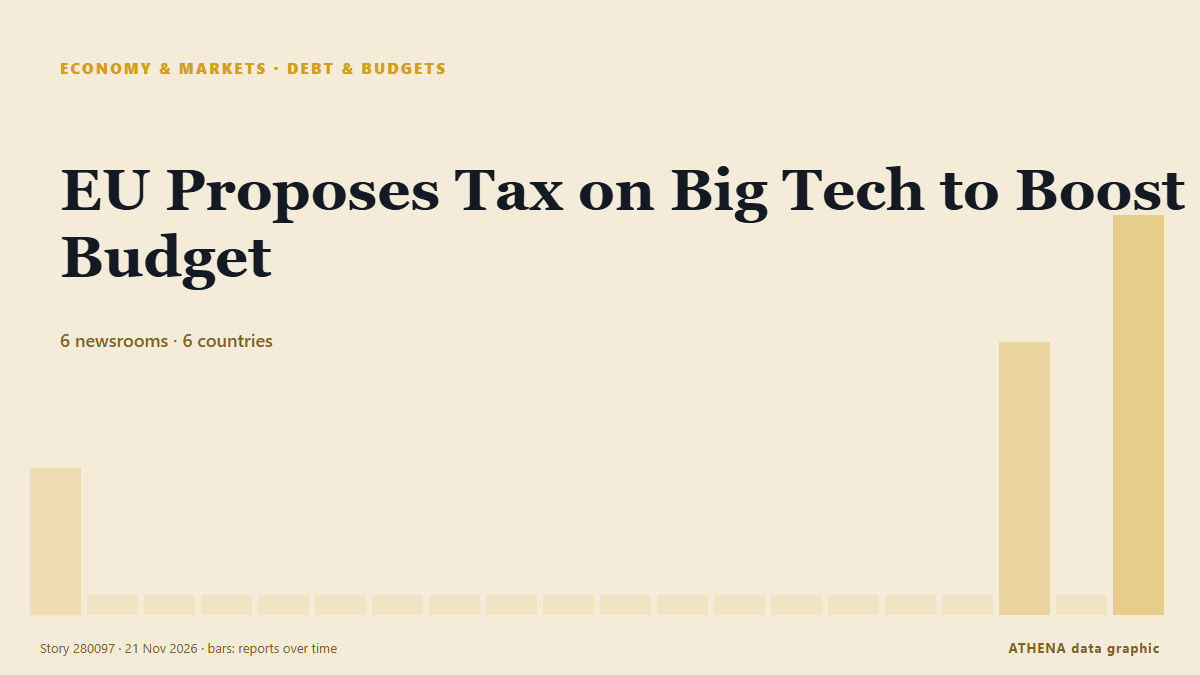 ECONOMY & MARKETS · DEBT & BUDGETS
EU Proposes Tax on Big Tech to Boost
Budget
6 newsrooms · 6 countries
Story 280097 · 21 Nov 2026 · bars: reports over time
ATHENA data graphic